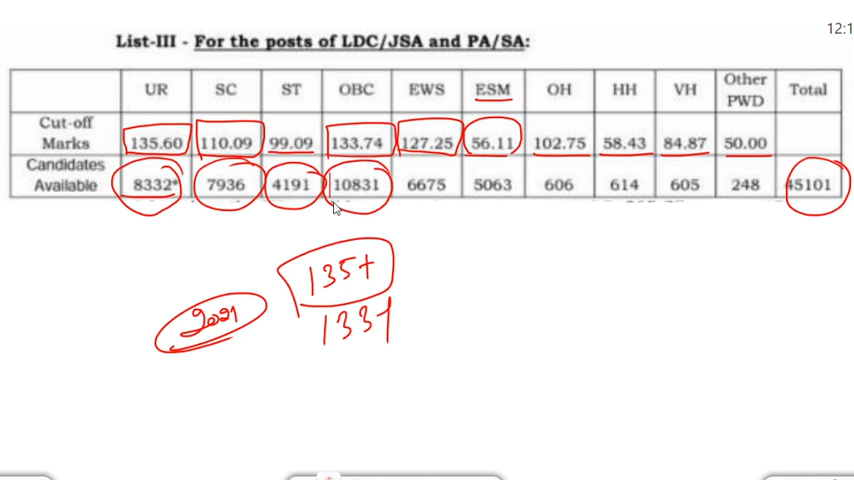 12:1
List-III - For the posts of LDC/JSA and PA/SA:
UR SC ST OBC EWS ESM OH HH VH Other PWD Total
Cut-off Marks 135.60 110.09 99.09 133.74 127.25 56.11 102.75 58.43 84.87 50.00
Candidates Available 8332* 7936 4191 10831 6675 5063 606 614 605 248 45101
135+
133+
2021